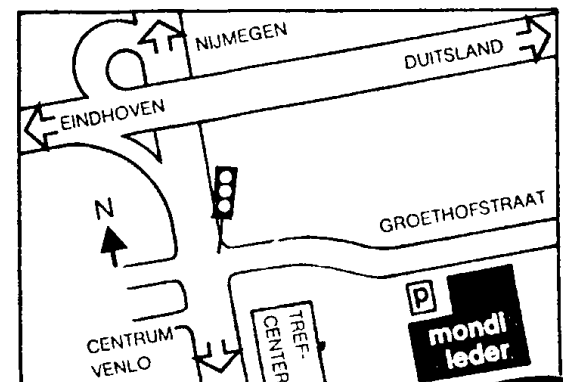 NIJMEGEN
DUITSLAND
EINDHOVEN
N
GROETHOFSTRAAT
P
mondi
leder
TREF-
CENTER
CENTRUM
VENLO